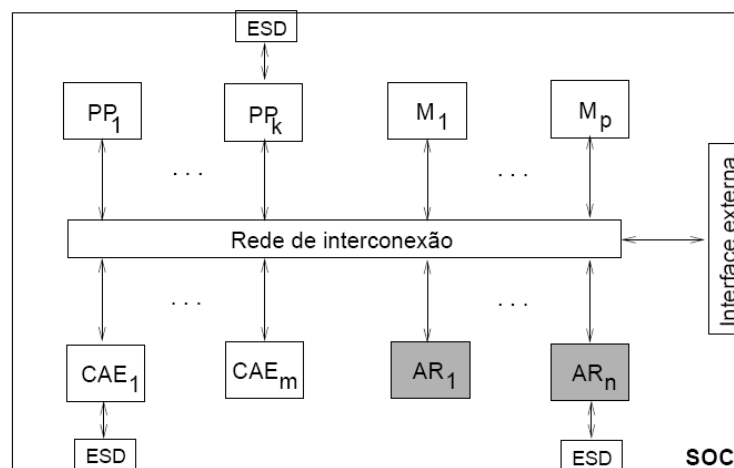 ESD
PP1 PPk M1 Mp
. . . . . .
Rede de interconexão
Interface externa
. . . . . .
CAE1 CAEm AR1 ARn
ESD ESD SOC